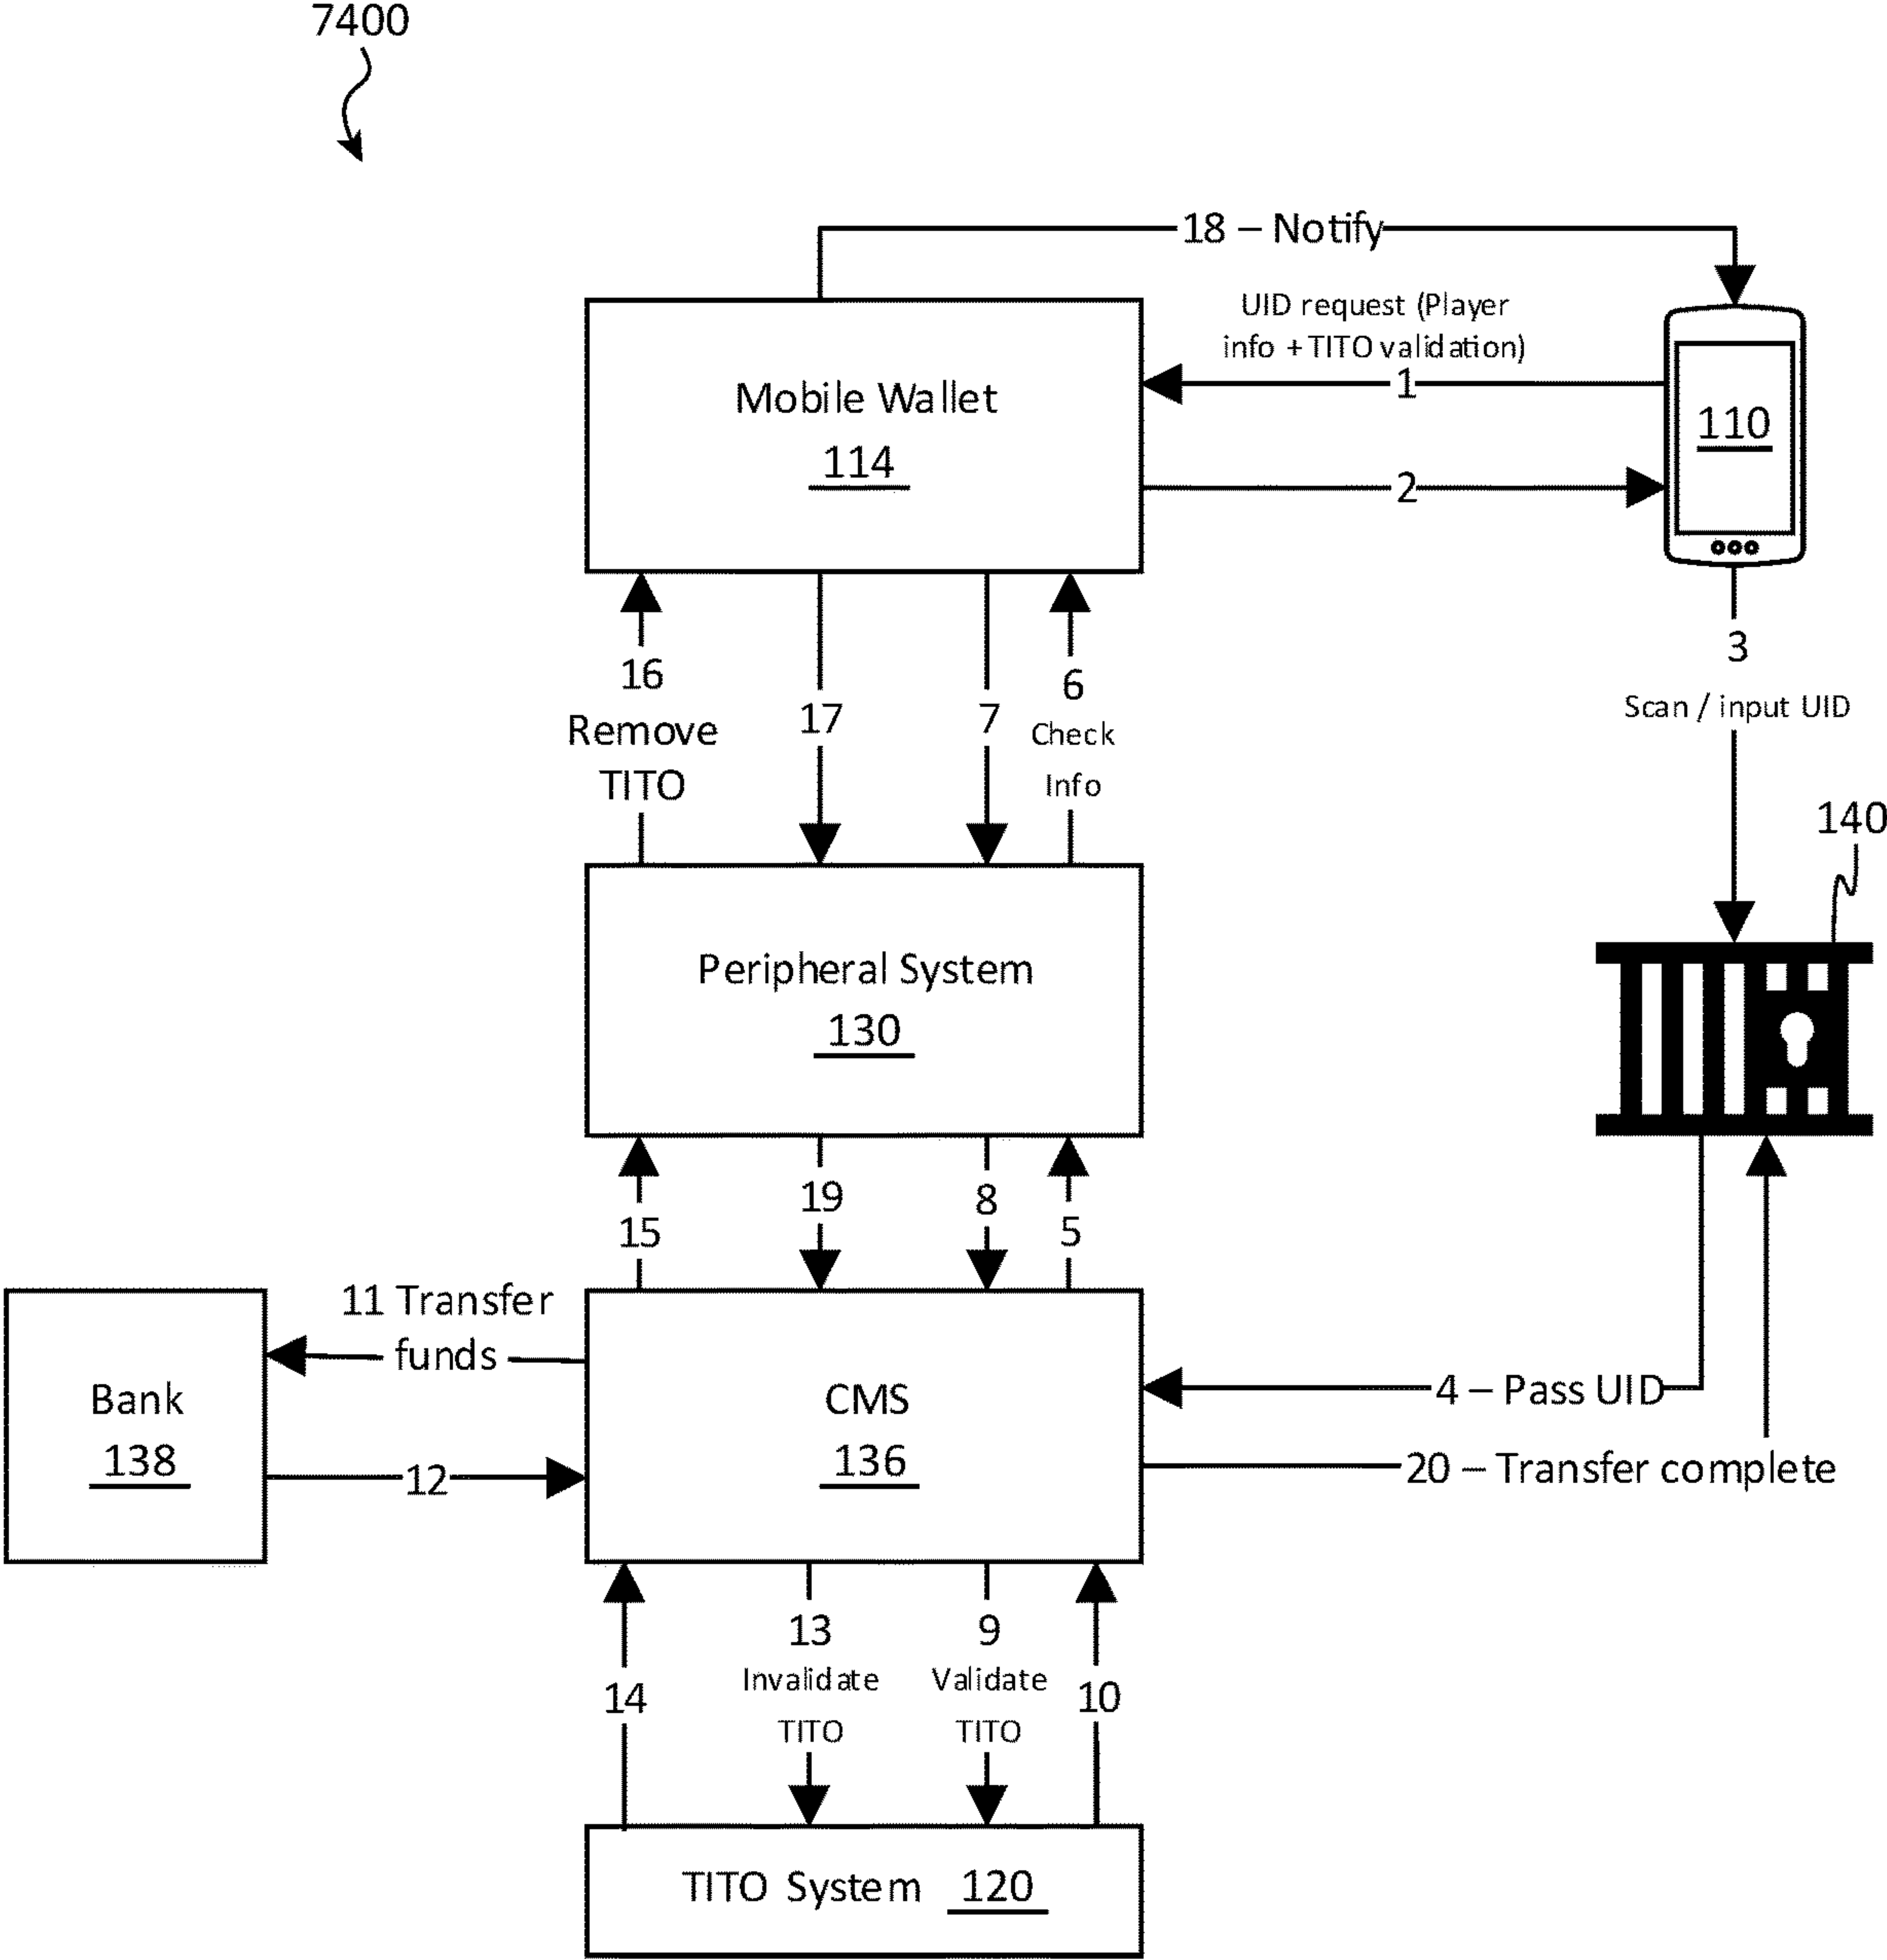 7400
18 – Notify
UID request (Player
info + TITO validation)
1
Mobile Wallet
114
110
2
16
Remove
TITO
17
7
6
Check
Info
3
Scan / input UID
140
Peripheral System
130
15
19
8
5
11 Transfer
funds
Bank
138
12
CMS
136
4 – Pass UID
20 – Transfer complete
14
13
Invalidate
TITO
9
Validate
TITO
10
TITO System 120